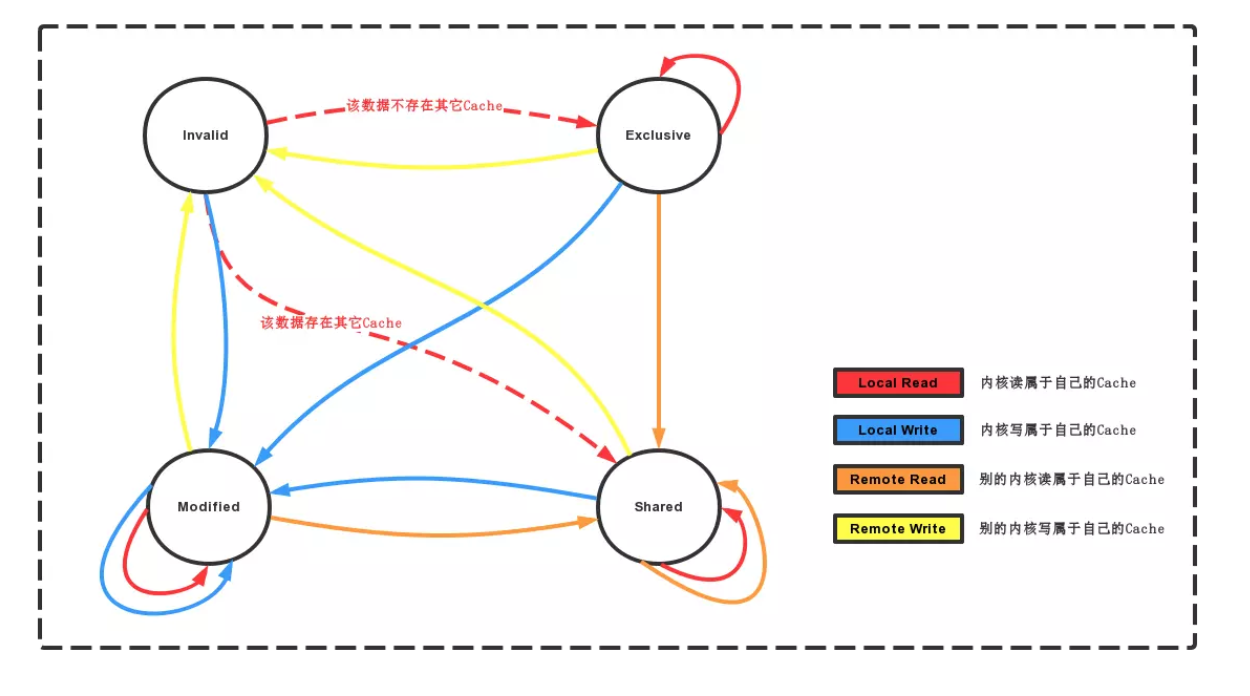 该数据不存在其它Cache
Invalid
Exclusive
该数据存在其它Cache
Modified
Shared
Local Read 内核读属于自己的Cache
Local Write 内核写属于自己的Cache
Remote Read 别的内核读属于自己的Cache
Remote Write 别的内核写属于自己的Cache